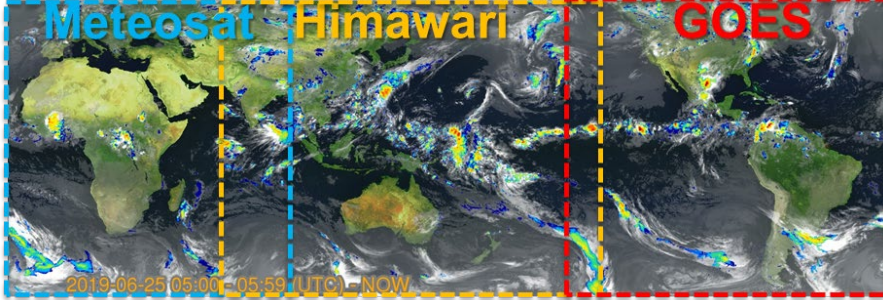 Meteosat Himawari GOES
2019-06-25 05:00 - 05:59 (UTC) - NOW